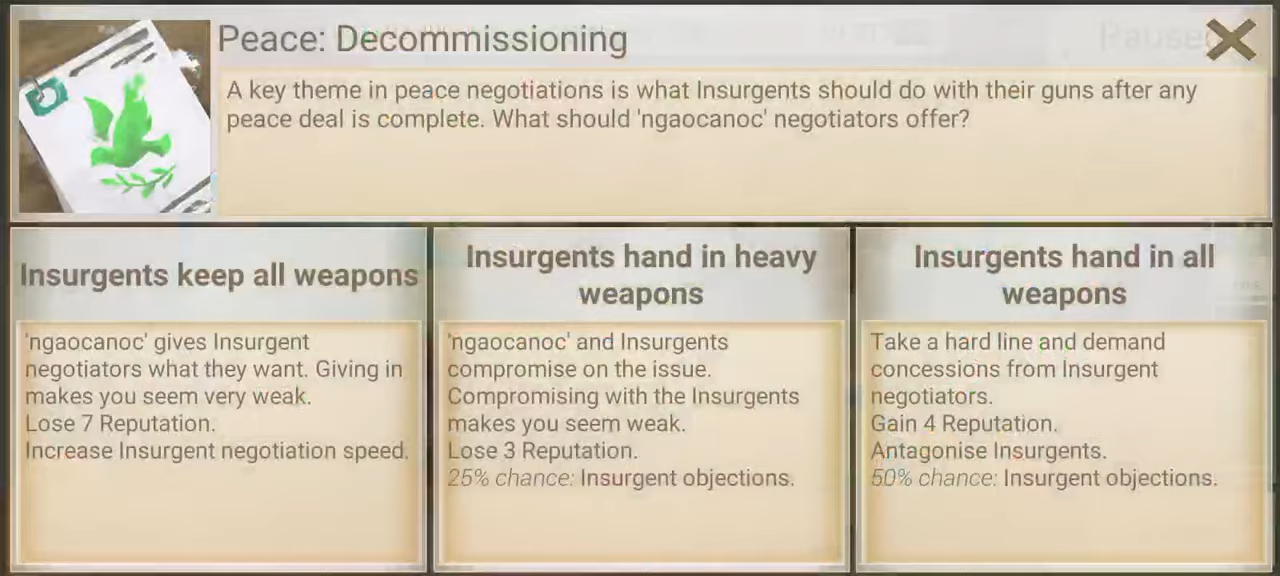 Peace: Decommissioning
Paused
A key theme in peace negotiations is what Insurgents should do with their guns after any
peace deal is complete. What should 'ngaocanoc' negotiators offer?
Insurgents keep all weapons
'ngaocanoc' gives Insurgent
negotiators what they want. Giving in
makes you seem very weak.
Lose 7 Reputation.
Increase Insurgent negotiation speed.
Insurgents hand in heavy
weapons
'ngaocanoc' and Insurgents
compromise on the issue.
Compromising with the Insurgents
makes you seem weak.
Lose 3 Reputation.
25% chance: Insurgent objections.
Insurgents hand in all
weapons
Take a hard line and demand
concessions from Insurgent
negotiators.
Gain 4 Reputation.
Antagonise Insurgents.
50% chance: Insurgent objections.